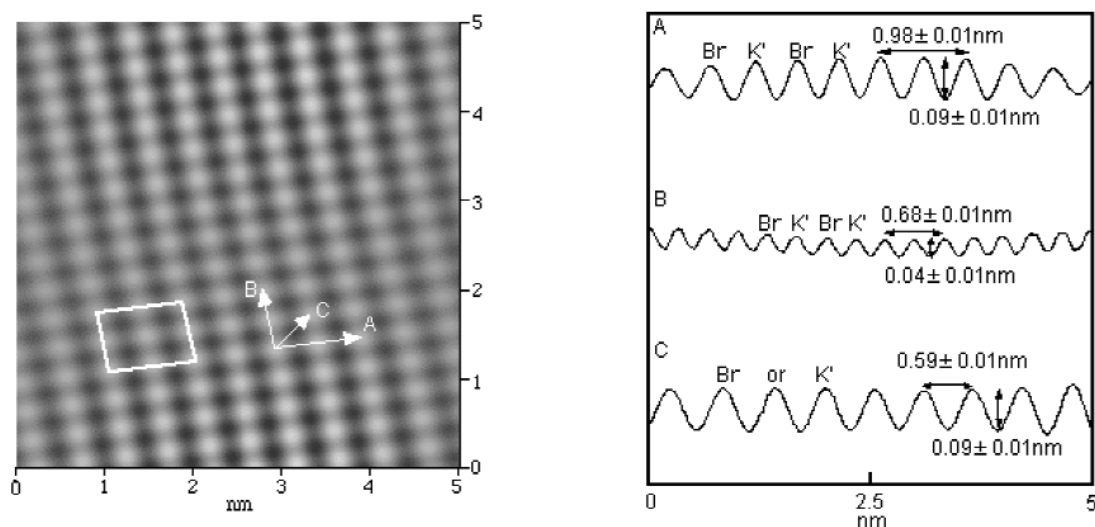 5
4
3
2
1
0
0 1 2 3 4 5
nm
B
C
A
A
Br K' Br K'
0.98± 0.01nm
0.09± 0.01nm
B
Br K' Br K'
0.68± 0.01nm
0.04± 0.01nm
C
Br or K'
0.59± 0.01nm
0.09± 0.01nm
0 2.5 5
nm